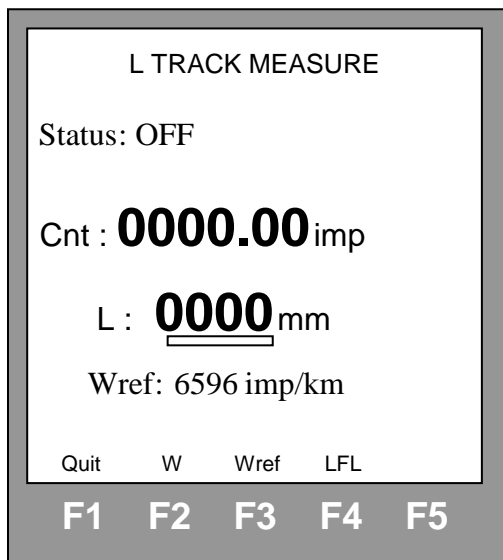 L TRACK MEASURE
Status: OFF
Cnt : 0000.00 imp
L : 0000 mm
Wref: 6596 imp/km
Quit W Wref LFL
F1 F2 F3 F4 F5